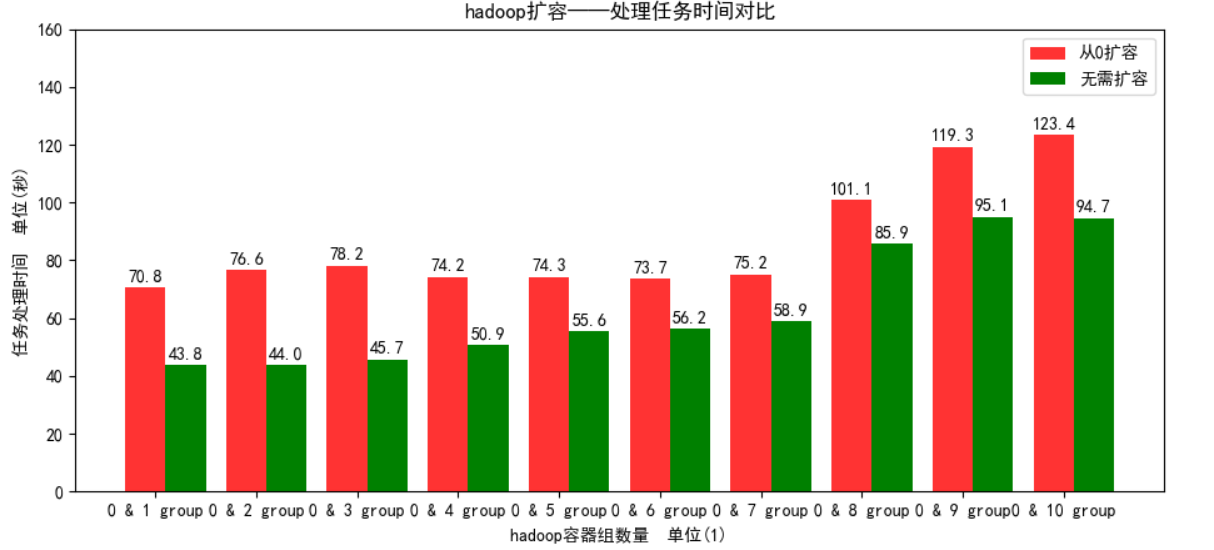 hadoop扩容——处理任务时间对比
从0扩容
无需扩容
任务处理时间 单位(秒)
160
140
120
100
80
60
40
20
0
70.8
43.8
76.6
44.0
78.2
45.7
74.2
50.9
74.3
55.6
73.7
56.2
75.2
58.9
101.1
85.9
119.3
95.1
123.4
94.7
0 & 1 group
0 & 2 group
0 & 3 group
0 & 4 group
0 & 5 group
0 & 6 group
0 & 7 group
0 & 8 group
0 & 9 group
0 & 10 group
hadoop容器组数量 单位(1)